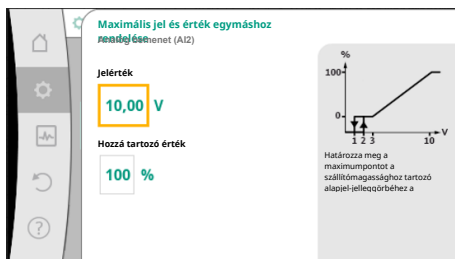 Maximális jel és érték egymáshoz
rendelése
Analóg bemenet (AI2)
Jelérték
10,00 V
Hozzá tartozó érték
100 %
%
100
0
1 2 3 10
V
Határozza meg a
maximumpontot a
szállítómagassághoz tartozó
alapjel-jelleggörbéhez a
?